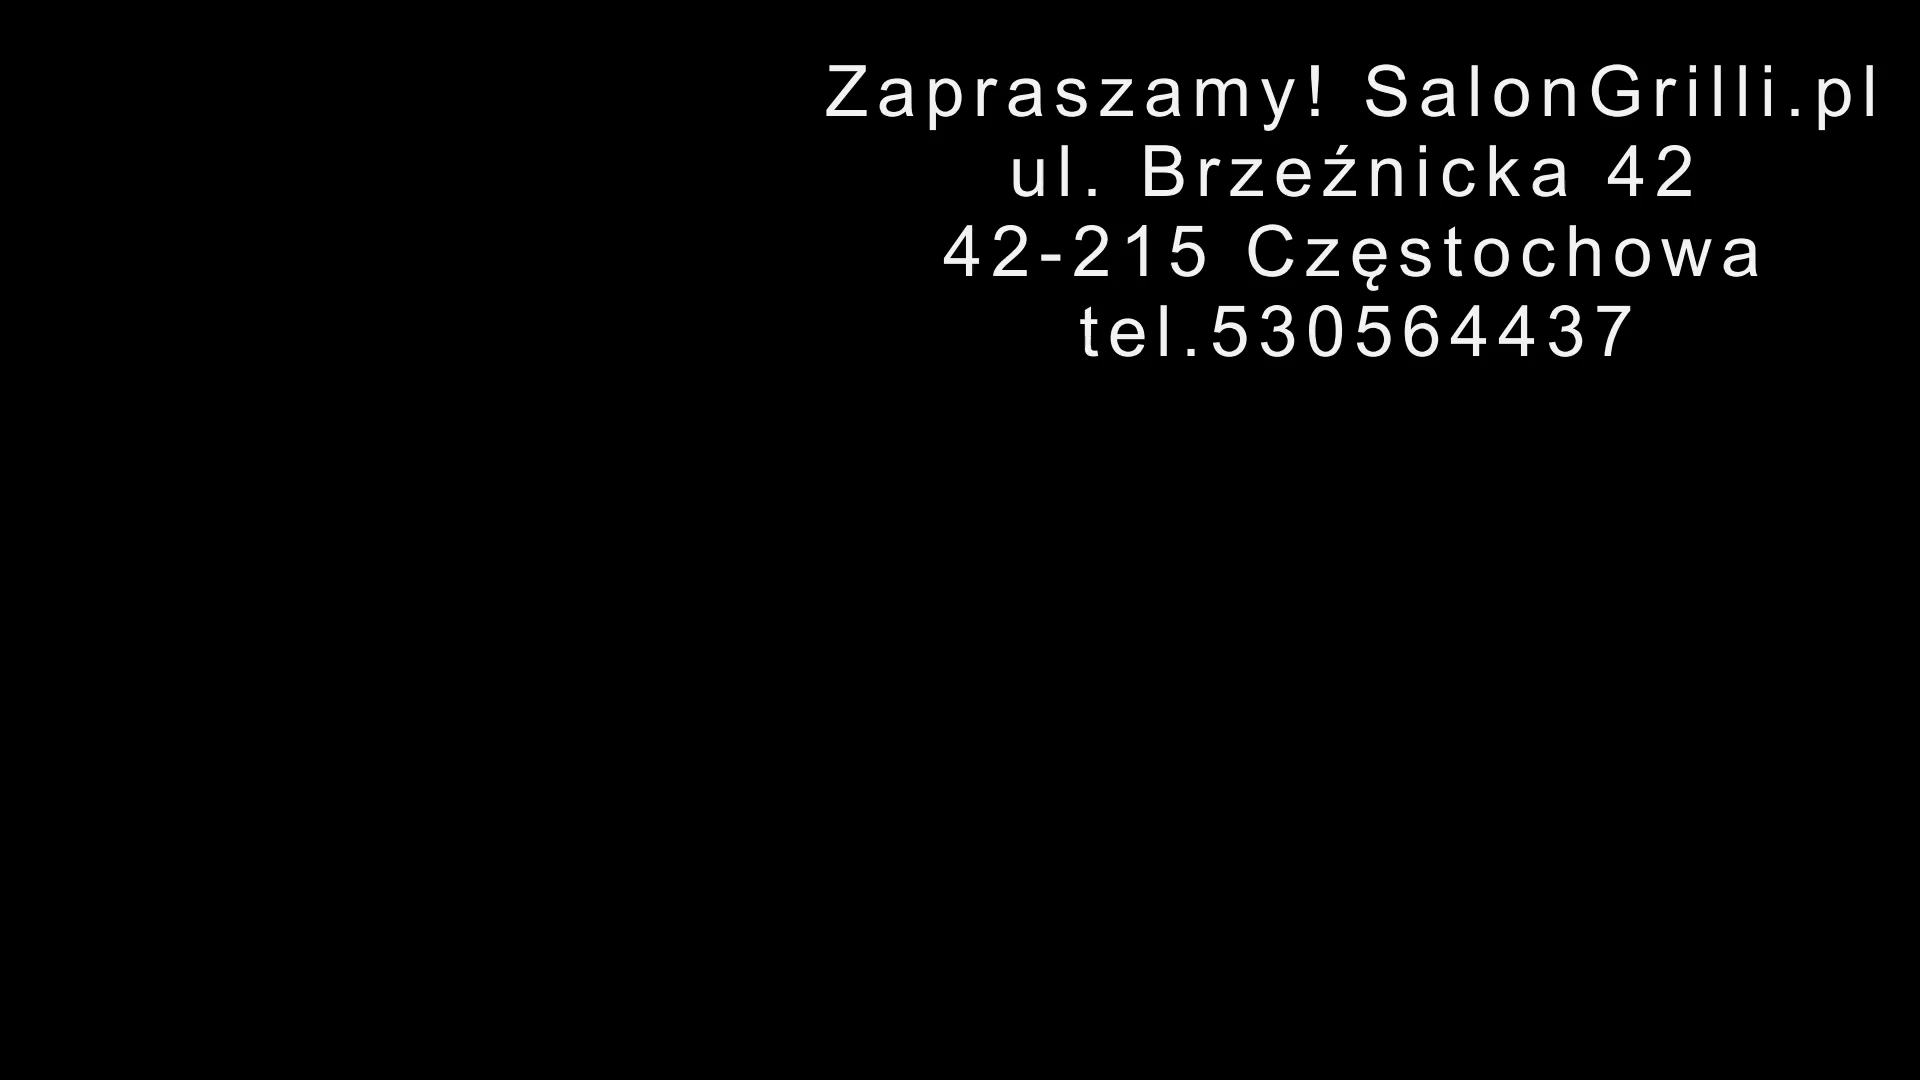 Zapraszamy! SalonGrilli.pl
ul. Brzeźnicka 42
42-215 Częstochowa
tel.530564437